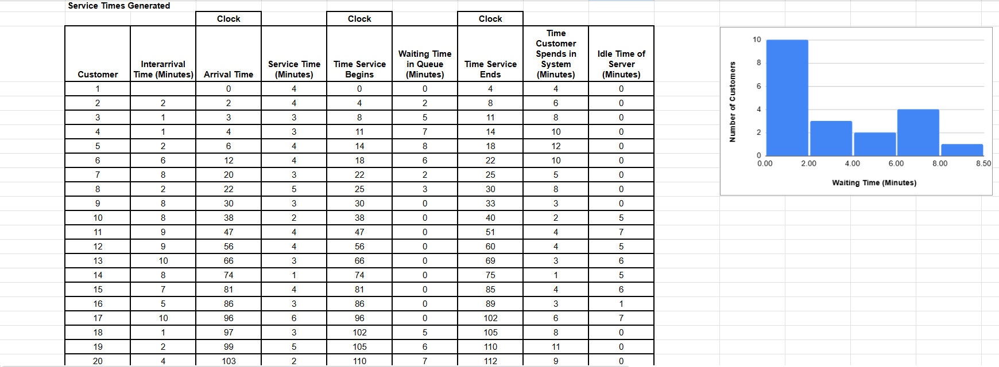 Service Times Generated
Clock Clock Clock
Customer Interarrival Time (Minutes) Arrival Time Service Time (Minutes) Time Service Begins Waiting Time in Queue (Minutes) Time Service Ends Time Customer Spends in System (Minutes) Idle Time of Server (Minutes)
1 0 4 0 0 4 4 0
2 2 2 4 4 2 8 6 0
3 1 3 3 8 5 11 8 0
4 1 4 3 11 7 14 10 0
5 2 6 4 14 8 18 12 0
6 6 12 4 18 6 22 10 0
7 8 20 3 22 2 25 5 0
8 2 22 5 25 3 30 8 0
9 8 30 3 30 0 33 3 0
10 8 38 2 38 0 40 2 5
11 9 47 4 47 0 51 4 7
12 9 56 4 56 0 60 4 5
13 10 66 3 66 0 69 3 6
14 8 74 1 74 0 75 1 5
15 7 81 4 81 0 85 4 6
16 5 86 3 86 0 89 3 1
17 10 96 6 96 0 102 6 7
18 1 97 3 102 5 105 8 0
19 2 99 5 105 6 110 11 0
20 4 103 2 110 7 112 9 0
Number of Customers
10
8
6
4
2
0
0.00 2.00 4.00 6.00 8.00 8.50
Waiting Time (Minutes)